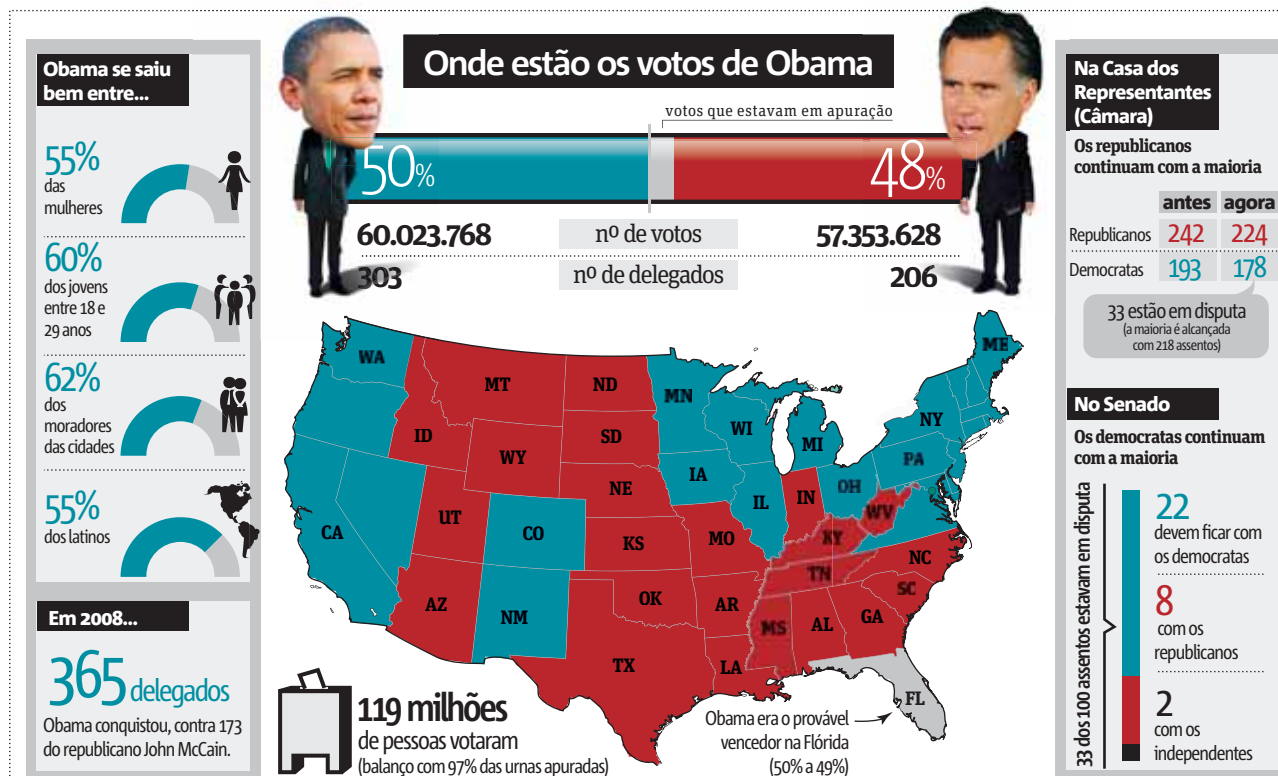 Obama se saiu
bem entre...
55%
das
mulheres
60%
dos jovens
entre 18 e
29 anos
62%
dos
moradores
das cidades
55%
dos latinos
Em 2008...
365 delegados
Obama conquistou, contra 173
do republicano John McCain.
Onde estão os votos de Obama
votos que estavam em apuração
50% 48%
60.023.768 nº de votos 57.353.628
303 nº de delegados 206
WA
MT
ND
MN
ME
ID
SD
WI
NY
WY
MI
IA
PA
NE
OH
IL
IN
CA
UT
CO
WV
KS
MO
KY
NC
TN
AZ
NM
OK
AR
SC
MS
AL
GA
TX
LA
FL
119 milhões
de pessoas votaram
(balanço com 97% das urnas apuradas)
Obama era o provável
vencedor na Flórida
(50% a 49%)
Na Casa dos
Representantes
(Câmara)
Os republicanos
continuam com a maioria
antes agora
Republicanos 242 224
Democratas 193 178
33 estão em disputa
(a maioria é alcançada
com 218 assentos)
No Senado
Os democratas continuam
com a maioria
33 dos 100 assentos estavam em disputa
22
devem ficar com
os democratas
8
com os
republicanos
2
com os
independentes